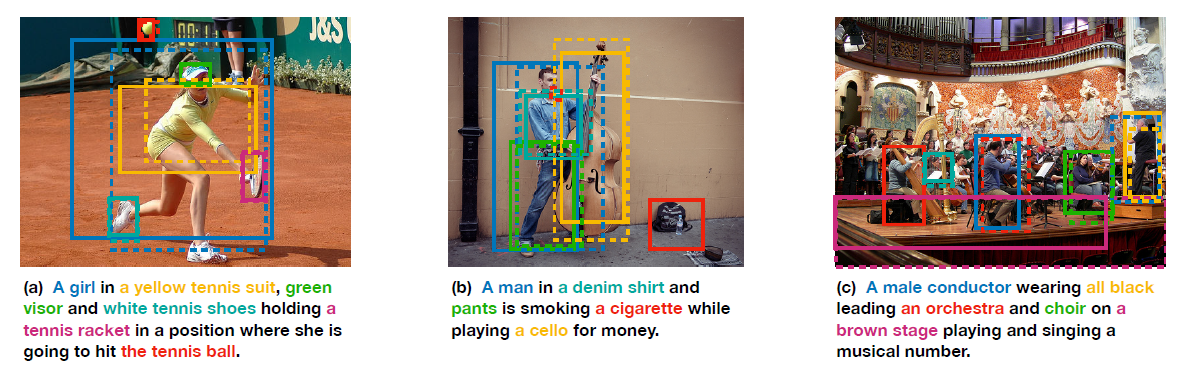 00:11
J&S
(a) A girl in a yellow tennis suit, green
visor and white tennis shoes holding a
tennis racket in a position where she is
going to hit the tennis ball.
(b) A man in a denim shirt and
pants is smoking a cigarette while
playing a cello for money.
(c) A male conductor wearing all black
leading an orchestra and choir on a
brown stage playing and singing a
musical number.